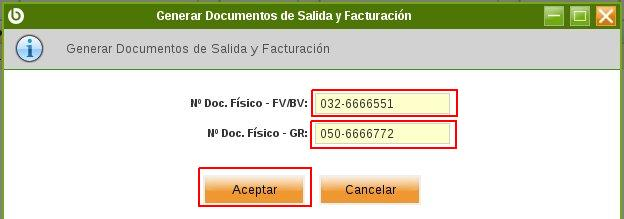 Generar Documentos de Salida y Facturación
Generar Documentos de Salida y Facturación
Nº Doc. Físico - FV/BV: 032-6666551
Nº Doc. Físico - GR: 050-6666772
Aceptar Cancelar